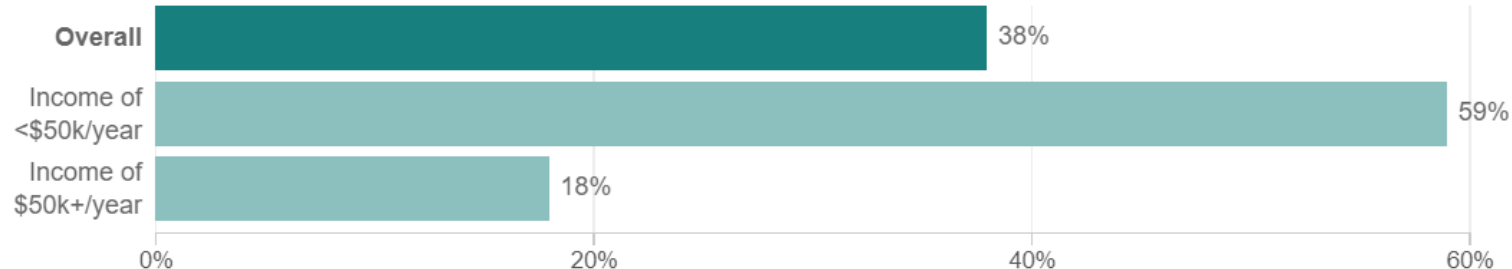 Overall
38%
Income of
<$50k/year
59%
Income of
$50k+/year
18%
0%
20%
40%
60%